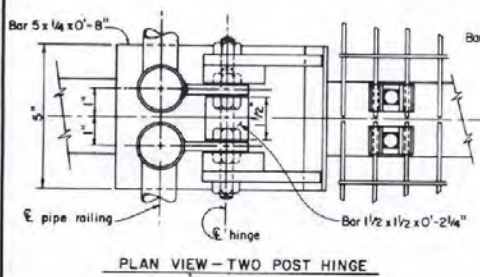 Bar 5 x 1/4 x 0'-8"
Bar
5"
1"
1"
1/2"
℄ pipe railing
℄ hinge
Bar 1 1/2 x 1 1/2 x 0'-2 1/4"
PLAN VIEW - TWO POST HINGE